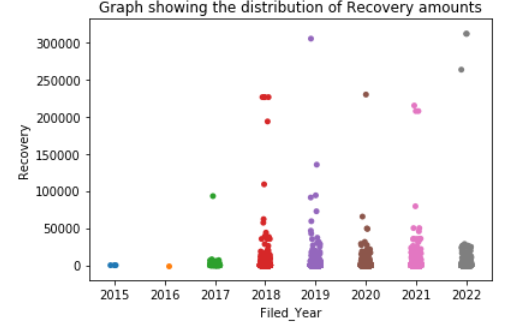 Graph showing the distribution of Recovery amounts
300000
250000
200000
150000
100000
50000
0
Recovery
2015 2016 2017 2018 2019 2020 2021 2022
Filed_Year